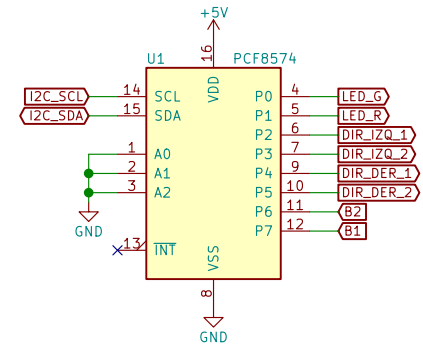 +5V
U1 PCF8574
16
VDD
I2C_SCL 14 SCL P0 4 LED_G
I2C_SDA 15 SDA P1 5 LED_R
P2 6 DIR_IZQ_1
1 A0 P3 7 DIR_IZQ_2
2 A1 P4 9 DIR_DER_1
3 A2 P5 10 DIR_DER_2
P6 11 B2
GND P7 12 B1
13 INT
VSS
8
GND